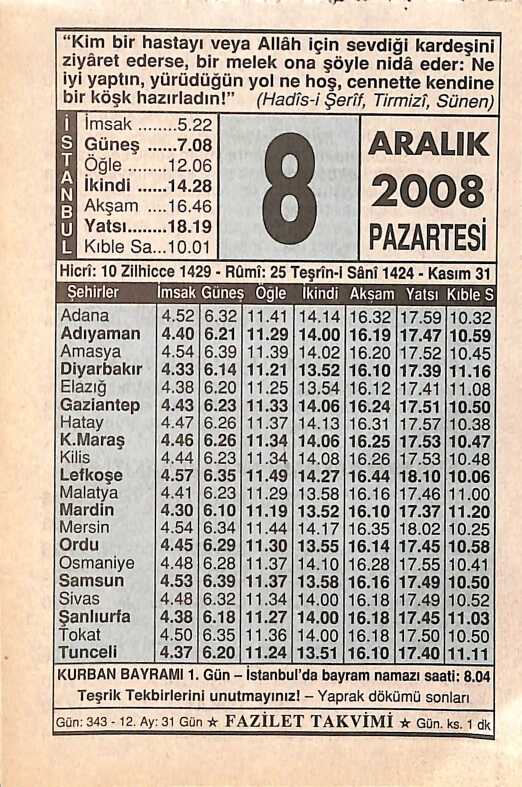 “Kim bir hastayı veya Allâh için sevdiği kardeşini
ziyâret ederse, bir melek ona şöyle nidâ eder: Ne
iyi yaptın, yürüdüğün yol ne hoş, cennette kendine
bir köşk hazırladın!” (Hadîs-i Şerîf, Tirmizî, Sünen)
İSTANBUL
İmsak ........5.22
Güneş ......7.08
Öğle ........12.06
İkindi ......14.28
Akşam ....16.46
Yatsı........18.19
Kıble Sa...10.01
8
ARALIK
2008
PAZARTESİ
Hicrî: 10 Zilhicce 1429 - Rûmî: 25 Teşrîn-i Sânî 1424 - Kasım 31
Şehirler İmsak Güneş Öğle İkindi Akşam Yatsı Kıble S
Adana 4.52 6.32 11.41 14.14 16.32 17.59 10.32
Adıyaman 4.40 6.21 11.29 14.00 16.19 17.47 10.59
Amasya 4.54 6.39 11.39 14.02 16.20 17.52 10.45
Diyarbakır 4.33 6.14 11.21 13.52 16.10 17.39 11.16
Elazığ 4.38 6.20 11.25 13.54 16.12 17.41 11.08
Gaziantep 4.43 6.23 11.33 14.06 16.24 17.51 10.50
Hatay 4.47 6.26 11.37 14.13 16.31 17.57 10.38
K.Maraş 4.46 6.26 11.34 14.06 16.25 17.53 10.47
Kilis 4.44 6.23 11.34 14.08 16.26 17.53 10.48
Lefkoşe 4.57 6.35 11.49 14.27 16.44 18.10 10.06
Malatya 4.41 6.23 11.29 13.58 16.16 17.46 11.00
Mardin 4.30 6.10 11.19 13.52 16.10 17.37 11.20
Mersin 4.54 6.34 11.44 14.17 16.35 18.02 10.25
Ordu 4.45 6.29 11.30 13.55 16.14 17.45 10.58
Osmaniye 4.48 6.28 11.37 14.10 16.28 17.55 10.41
Samsun 4.53 6.39 11.37 13.58 16.16 17.49 10.50
Sivas 4.48 6.32 11.34 14.00 16.18 17.49 10.52
Şanlıurfa 4.38 6.18 11.27 14.00 16.18 17.45 11.03
Tokat 4.50 6.35 11.36 14.00 16.18 17.50 10.50
Tunceli 4.37 6.20 11.24 13.51 16.10 17.40 11.11
KURBAN BAYRAMI 1. Gün – İstanbul'da bayram namazı saati: 8.04
Teşrik Tekbirlerini unutmayınız! – Yaprak dökümü sonları
Gün: 343 - 12. Ay: 31 Gün ★ FAZİLET TAKVİMİ ★ Gün. ks. 1 dk